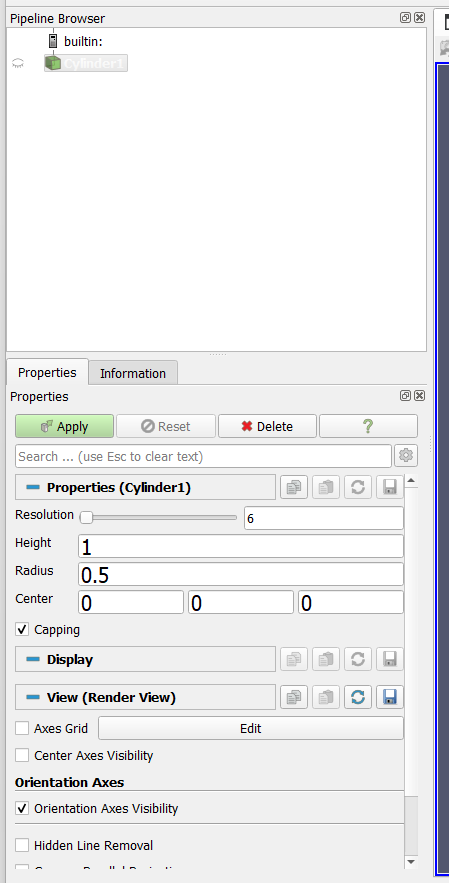 Pipeline Browser
builtin:
Cylinder1
Properties
Information
Properties
Apply
Reset
Delete
?
Search ... (use Esc to clear text)
Properties (Cylinder1)
Resolution 6
Height 1
Radius 0.5
Center 0 0 0
Capping
Display
View (Render View)
Axes Grid Edit
Center Axes Visibility
Orientation Axes
Orientation Axes Visibility
Hidden Line Removal